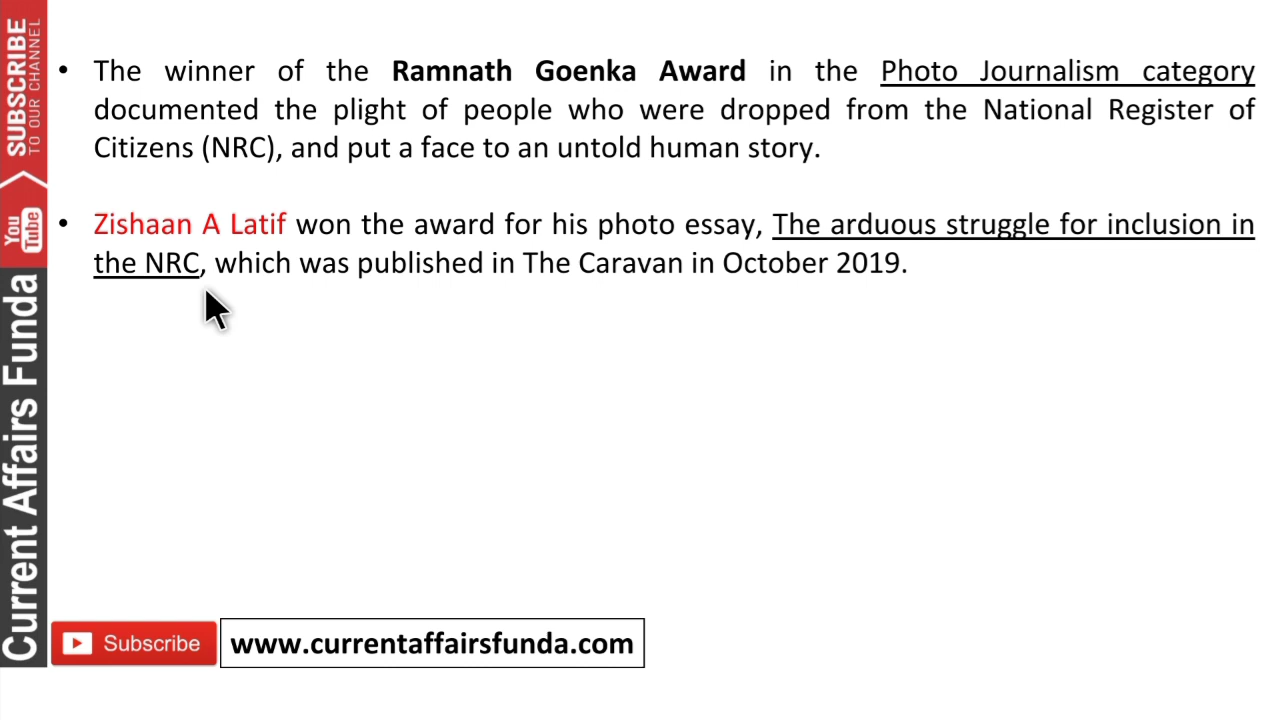 • The winner of the Ramnath Goenka Award in the Photo Journalism category
documented the plight of people who were dropped from the National Register of
Citizens (NRC), and put a face to an untold human story.
• Zishaan A Latif won the award for his photo essay, The arduous struggle for inclusion in
the NRC, which was published in The Caravan in October 2019.
SUBSCRIBE
TO OUR CHANNEL
You
Tube
Current Affairs Funda
Subscribe
www.currentaffairsfunda.com